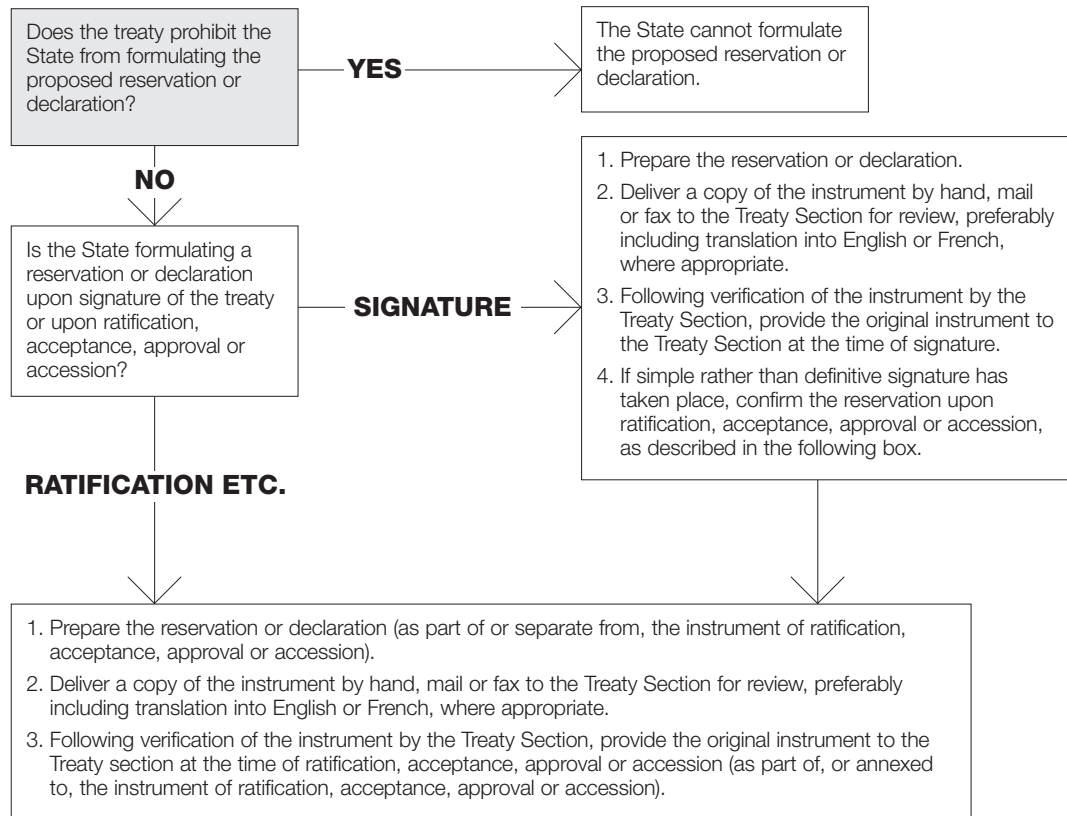 Does the treaty prohibit the
State from formulating the
proposed reservation or
declaration?
YES
The State cannot formulate
the proposed reservation or
declaration.
NO
Is the State formulating a
reservation or declaration
upon signature of the treaty
or upon ratification,
acceptance, approval or
accession?
SIGNATURE
1. Prepare the reservation or declaration.
2. Deliver a copy of the instrument by hand, mail
or fax to the Treaty Section for review, preferably
including translation into English or French,
where appropriate.
3. Following verification of the instrument by the
Treaty Section, provide the original instrument to
the Treaty Section at the time of signature.
4. If simple rather than definitive signature has
taken place, confirm the reservation upon
ratification, acceptance, approval or accession,
as described in the following box.
RATIFICATION ETC.
1. Prepare the reservation or declaration (as part of or separate from, the instrument of ratification,
acceptance, approval or accession).
2. Deliver a copy of the instrument by hand, mail or fax to the Treaty Section for review, preferably
including translation into English or French, where appropriate.
3. Following verification of the instrument by the Treaty Section, provide the original instrument to the
Treaty section at the time of ratification, acceptance, approval or accession (as part of, or annexed
to, the instrument of ratification, acceptance, approval or accession).